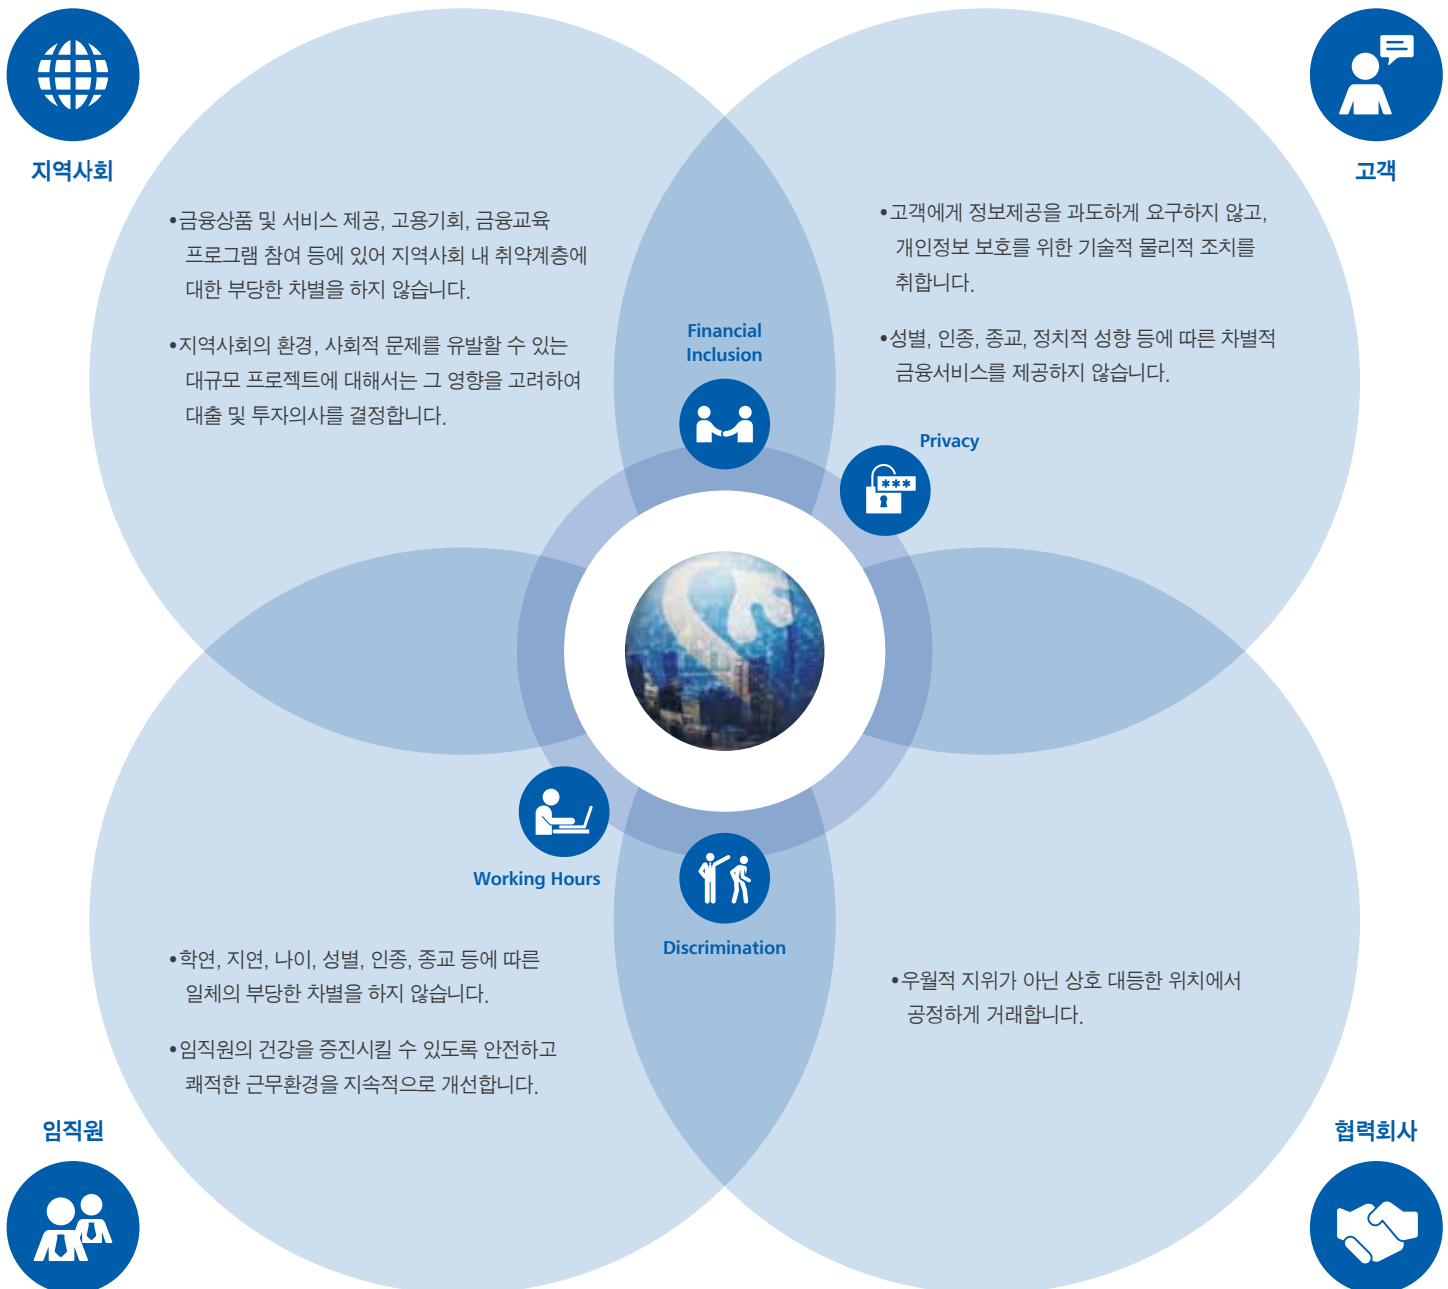 지역사회
•금융상품 및 서비스 제공, 고용기회, 금융교육
프로그램 참여 등에 있어 지역사회 내 취약계층에
대한 부당한 차별을 하지 않습니다.
•지역사회의 환경, 사회적 문제를 유발할 수 있는
대규모 프로젝트에 대해서는 그 영향을 고려하여
대출 및 투자의사를 결정합니다.
고객
•고객에게 정보제공을 과도하게 요구하지 않고,
개인정보 보호를 위한 기술적 물리적 조치를
취합니다.
•성별, 인종, 종교, 정치적 성향 등에 따른 차별적
금융서비스를 제공하지 않습니다.
Financial
Inclusion
Privacy
***
Working Hours
Discrimination
•학연, 지연, 나이, 성별, 인종, 종교 등에 따른
일체의 부당한 차별을 하지 않습니다.
•임직원의 건강을 증진시킬 수 있도록 안전하고
쾌적한 근무환경을 지속적으로 개선합니다.
임직원
•우월적 지위가 아닌 상호 대등한 위치에서
공정하게 거래합니다.
협력회사